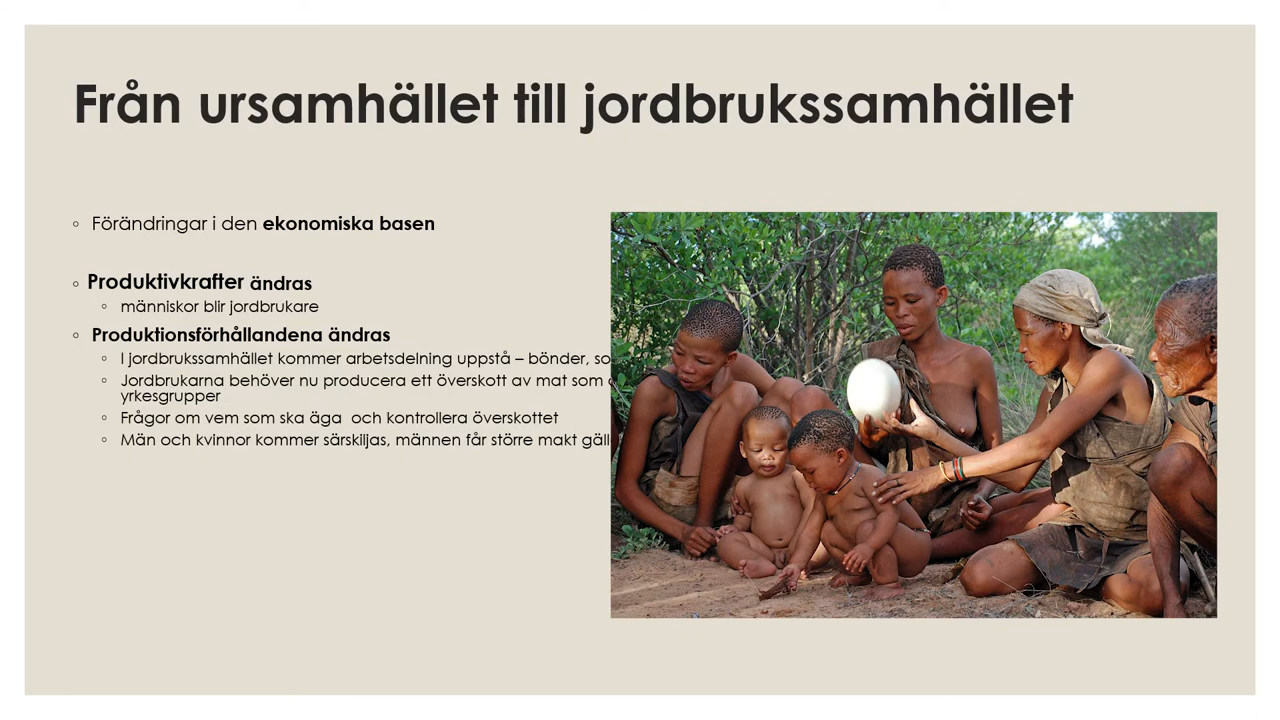 Från ursamhället till jordbrukssamhället
◦ Förändringar i den ekonomiska basen
◦ Produktivkrafter ändras
◦ människor blir jordbrukare
◦ Produktionsförhållandena ändras
◦ I jordbrukssamhället kommer arbetsdelning uppstå – bönder,
◦ Jordbrukarna behöver nu producera ett överskott av mat som
yrkesgrupper
◦ Frågor om vem som ska äga  och kontrollera överskottet
◦ Män och kvinnor kommer särskiljas, männen får större makt